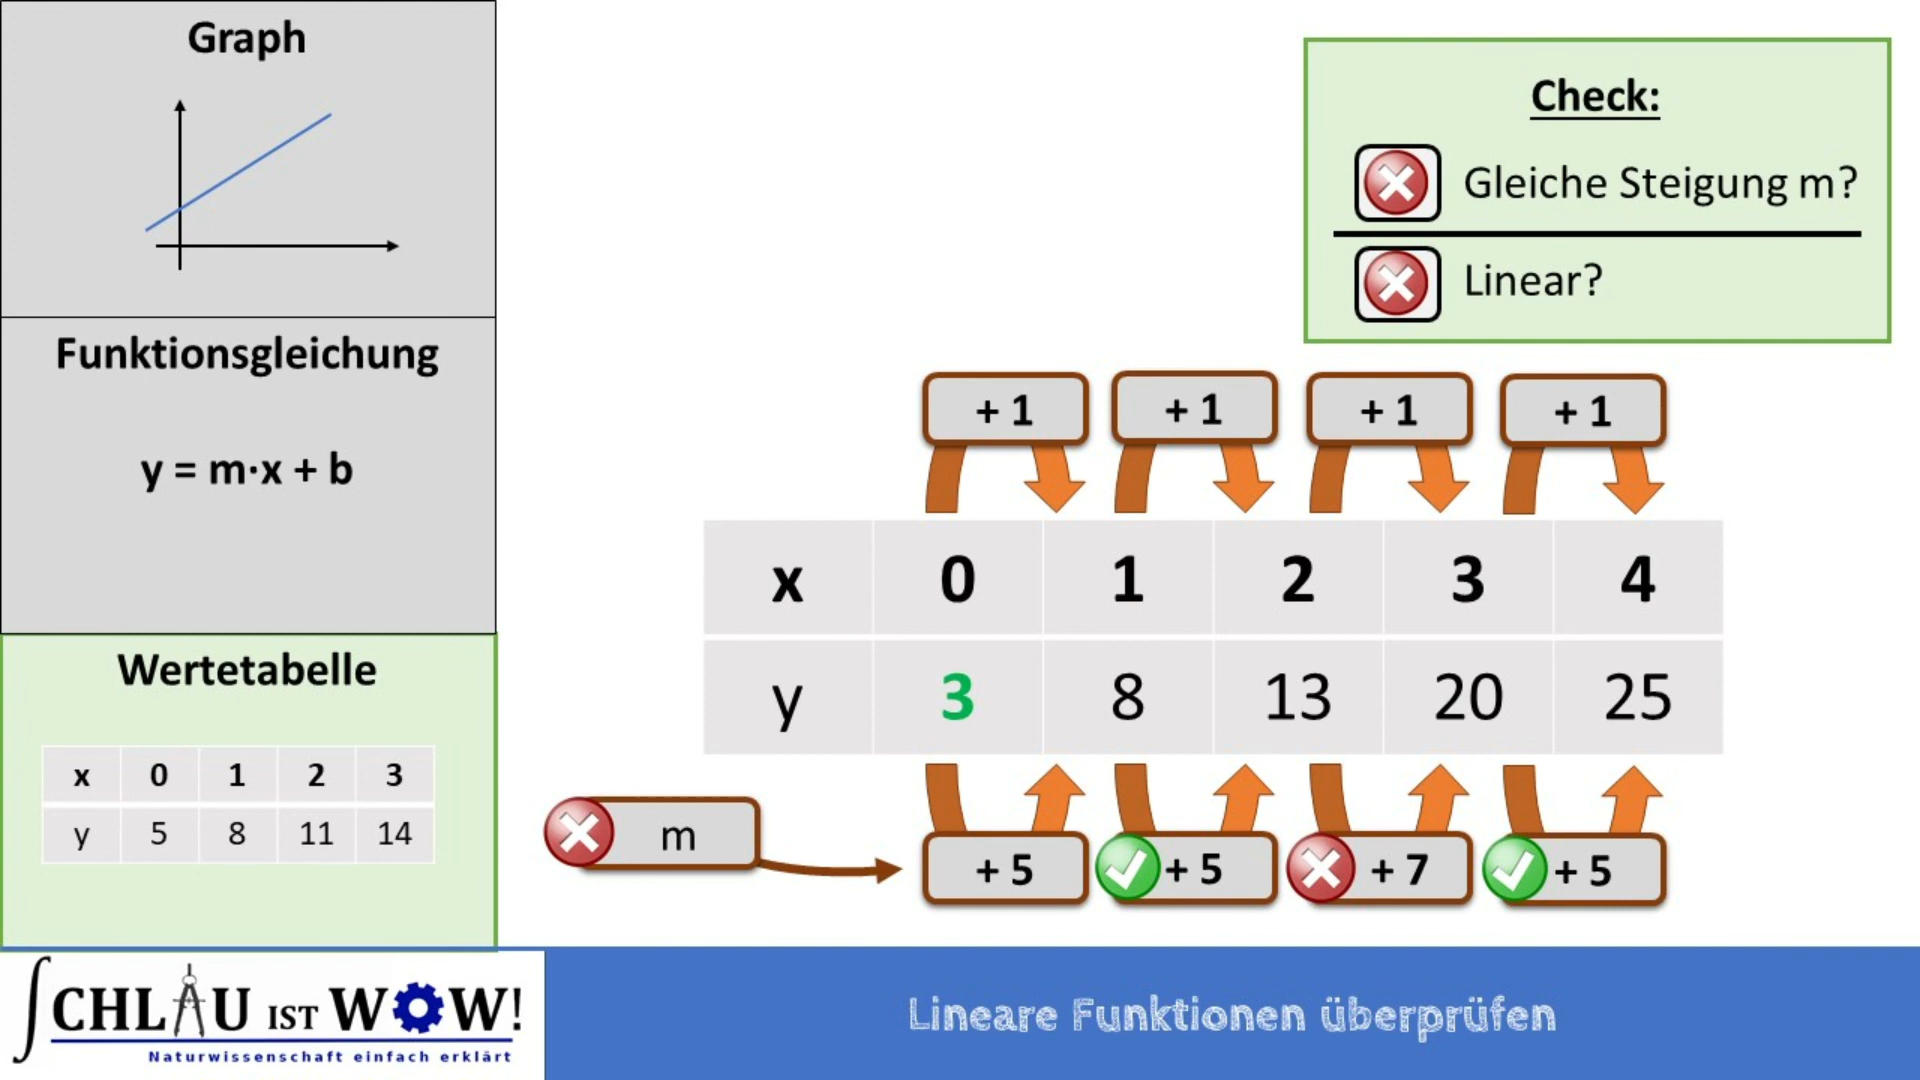 Graph
Funktionsgleichung
y = m·x + b
Wertetabelle
x 0 1 2 3
y 5 8 11 14
Check:
Gleiche Steigung m?
Linear?
+ 1 + 1 + 1 + 1
x 0 1 2 3 4
y 3 8 13 20 25
m
+ 5 + 5 + 7 + 5
∫CHLAU IST WOW!
Naturwissenschaft einfach erklärt
Lineare Funktionen überprüfen